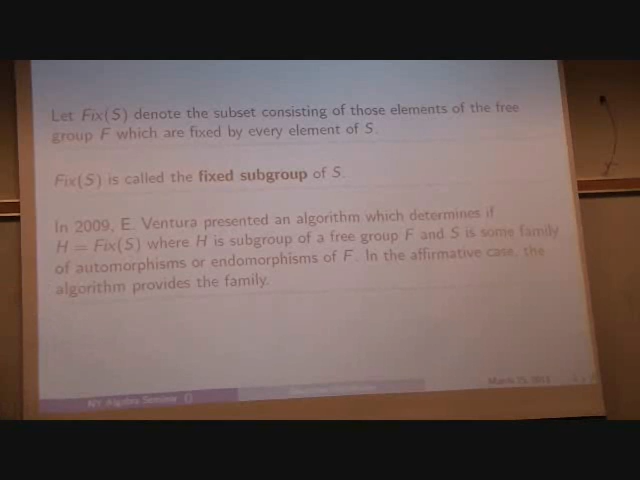 Let Fix(S) denote the subset consisting of those elements of the free
group F which are fixed by every element of S.
Fix(S) is called the fixed subgroup of S.
In 2009, E. Ventura presented an algorithm which determines if
H = Fix(S) where H is subgroup of a free group F and S is some family
of automorphisms or endomorphisms of F. In the affirmative case, the
algorithm provides the family.
NY Algebra Seminar ()
March 25, 2011